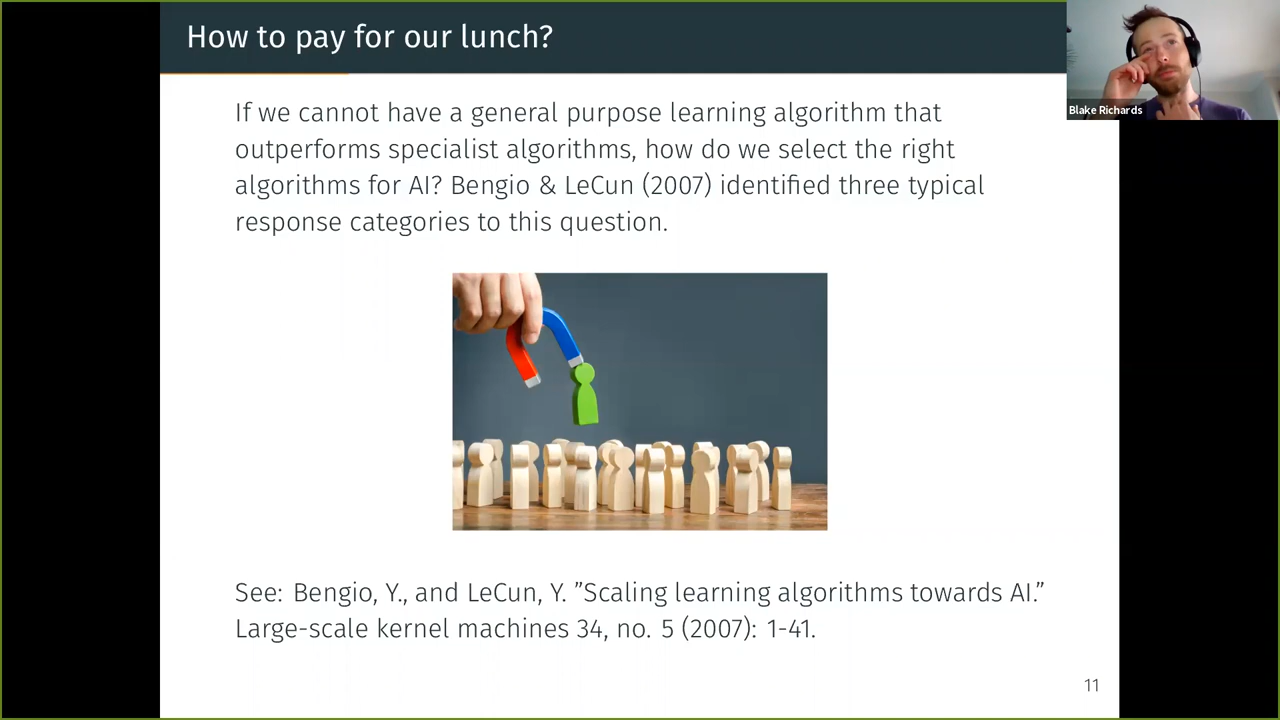 How to pay for our lunch?
Blake Richards
If we cannot have a general purpose learning algorithm that
outperforms specialist algorithms, how do we select the right
algorithms for AI? Bengio & LeCun (2007) identified three typical
response categories to this question.
See: Bengio, Y., and LeCun, Y. ”Scaling learning algorithms towards AI.”
Large-scale kernel machines 34, no. 5 (2007): 1-41.
11